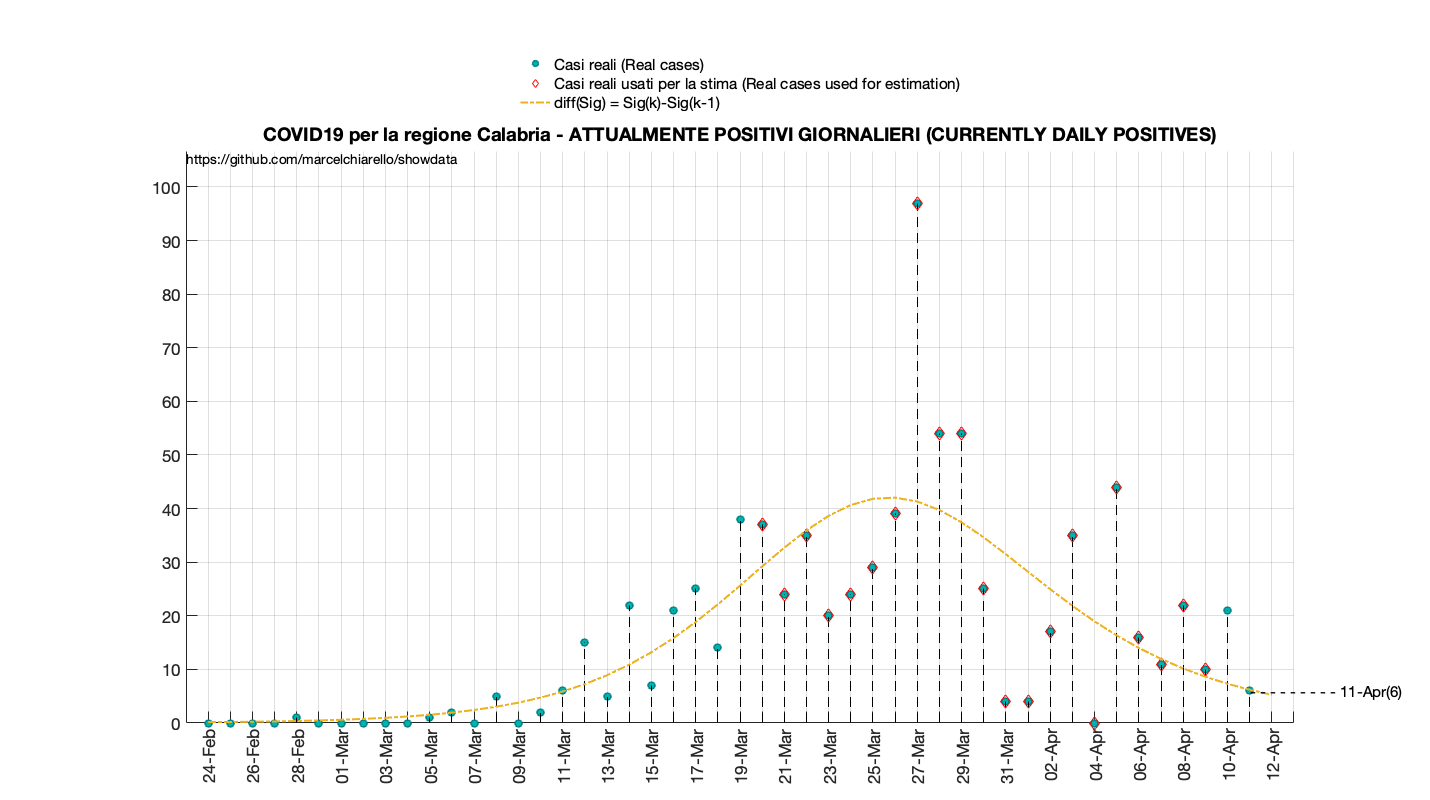 Casi reali (Real cases)
Casi reali usati per la stima (Real cases used for estimation)
diff(Sig) = Sig(k)-Sig(k-1)
COVID19 per la regione Calabria - ATTUALMENTE POSITIVI GIORNALIERI (CURRENTLY DAILY POSITIVES)
https://github.com/marcelchiarello/showdata
100
90
80
70
60
50
40
30
20
10
0
11-Apr(6)
24-Feb
26-Feb
28-Feb
01-Mar
03-Mar
05-Mar
07-Mar
09-Mar
11-Mar
13-Mar
15-Mar
17-Mar
19-Mar
21-Mar
23-Mar
25-Mar
27-Mar
29-Mar
31-Mar
02-Apr
04-Apr
06-Apr
08-Apr
10-Apr
12-Apr